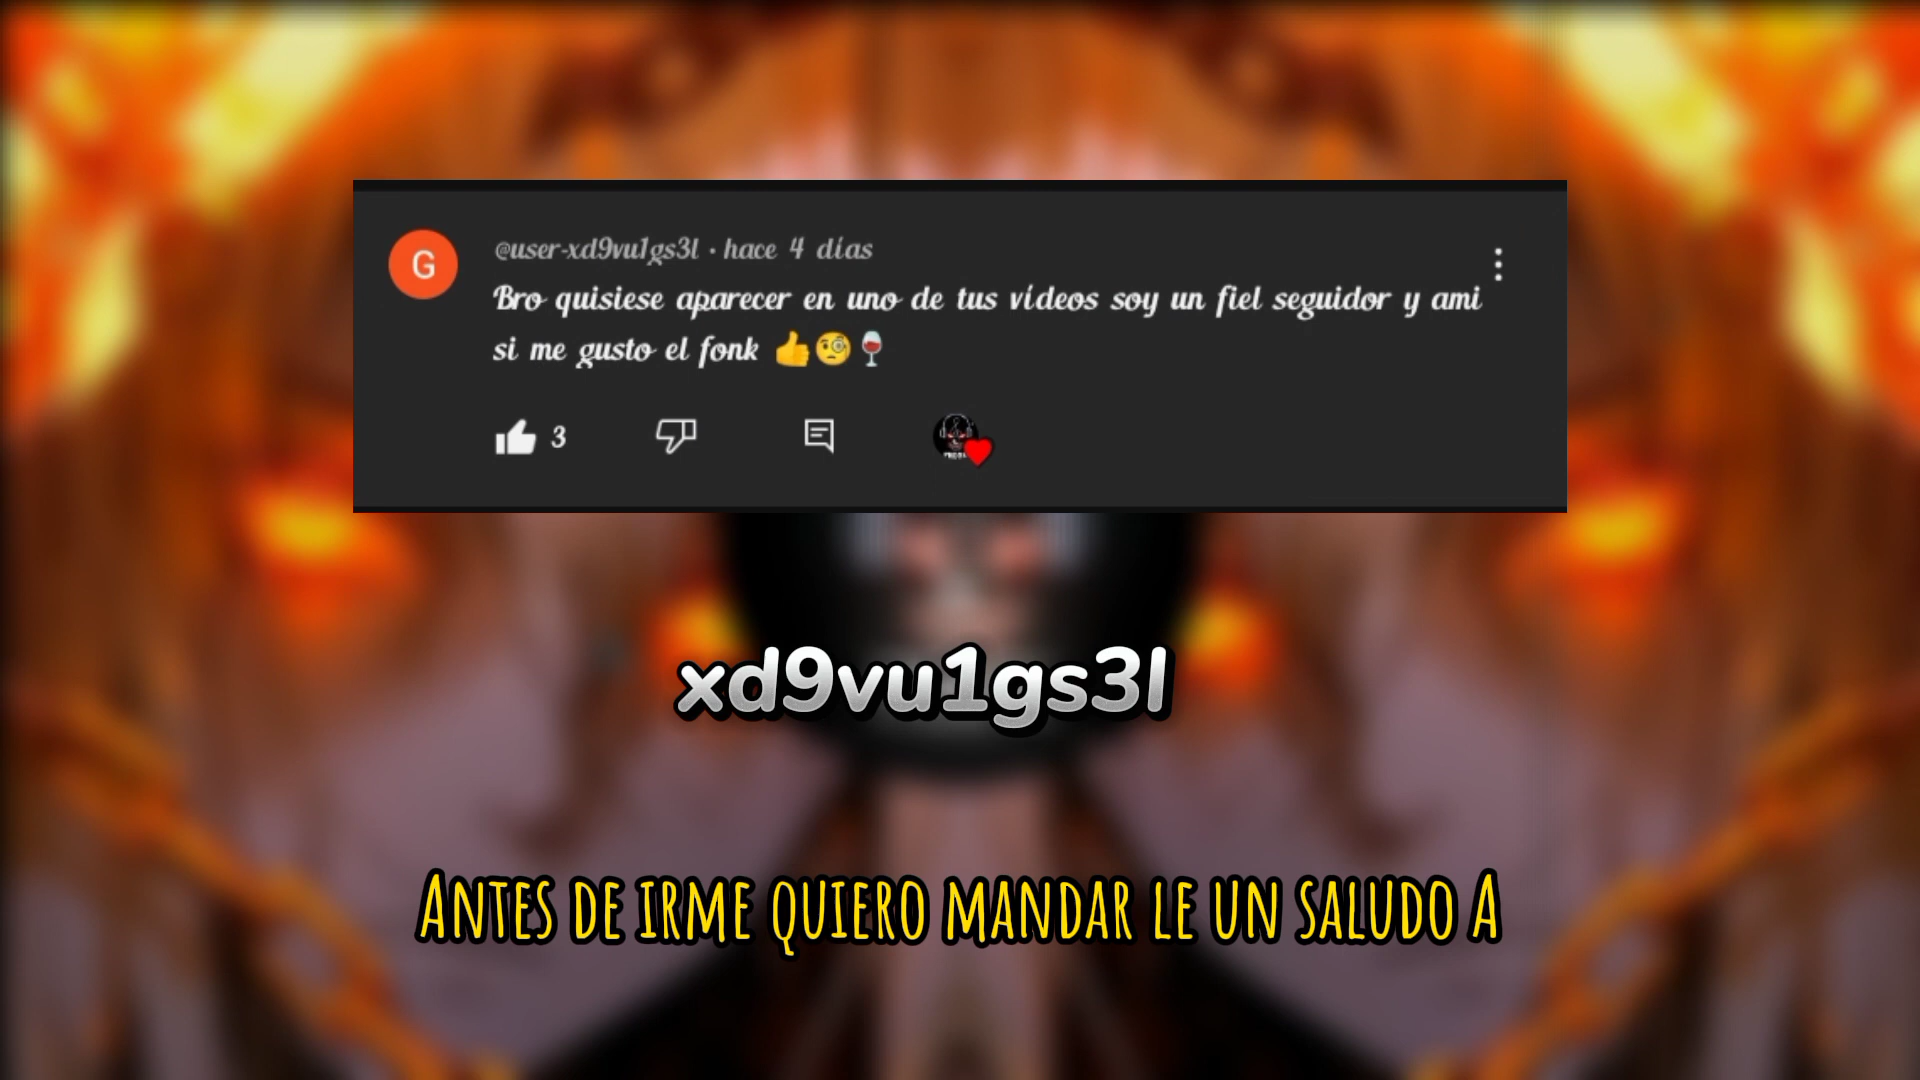 G
@user-xd9vu1gs3l · hace 4 días
Bro quisiese aparecer en uno de tus vídeos soy un fiel seguidor y ami
si me gusto el fonk 👍🧐🍷
3
xd9vu1gs3l
Antes de irme quiero mandar le un saludo A